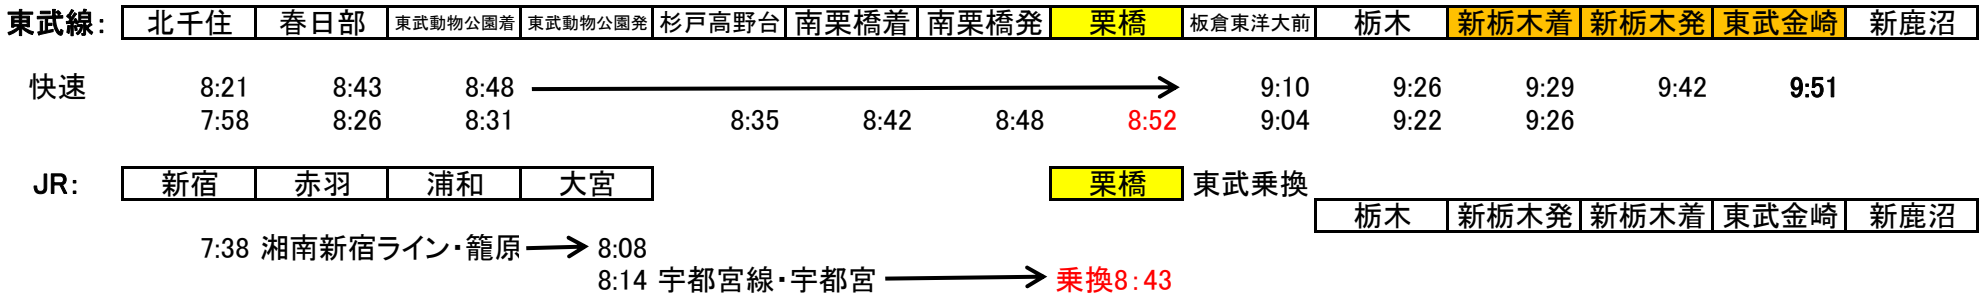 東武線： 北千住 春日部 東武動物公園着 東武動物公園発 杉戸高野台 南栗橋着 南栗橋発 栗橋 板倉東洋大前 栃木 新栃木着 新栃木発 東武金崎 新鹿沼
快速 8:21 8:43 8:48 9:10 9:26 9:29 9:42 9:51
7:58 8:26 8:31 8:35 8:42 8:48 8:52 9:04 9:22 9:26
JR： 新宿 赤羽 浦和 大宮 栗橋 東武乗換
栃木 新栃木発 新栃木着 東武金崎 新鹿沼
7:38 湘南新宿ライン・籠原 8:08
8:14 宇都宮線・宇都宮 乗換8：43